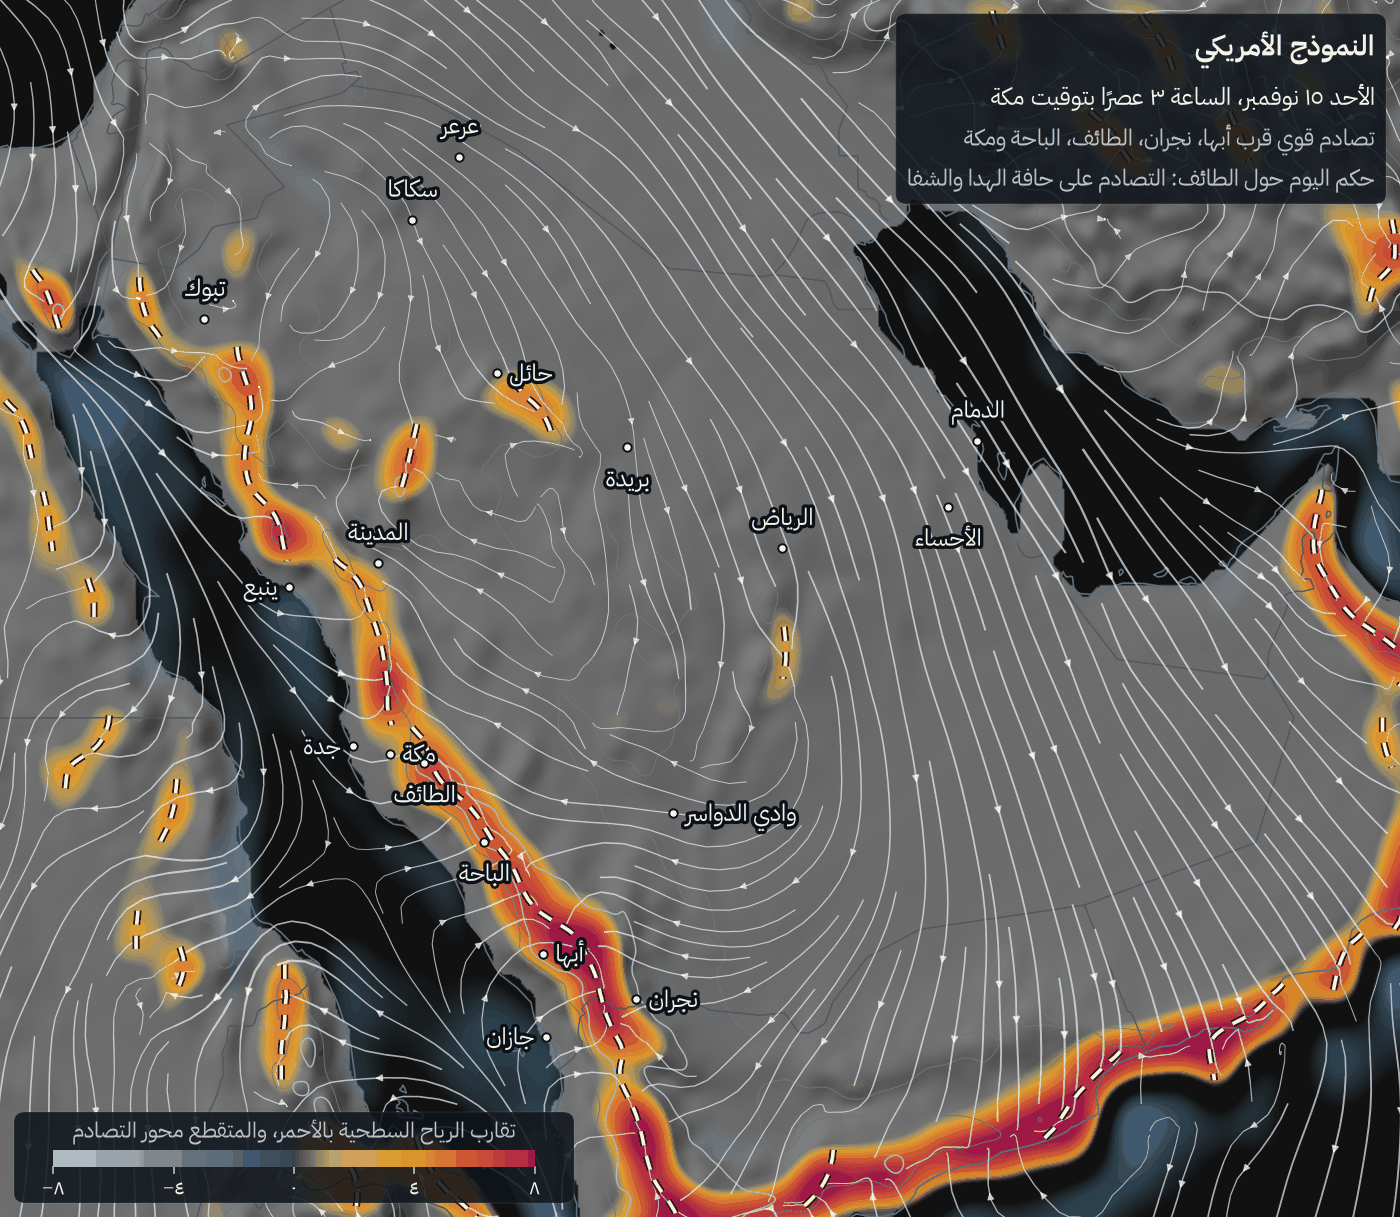 النموذج الأمريكي
الأحد ١٥ نوفمبر، الساعة ٣ عصرًا بتوقيت مكة
تصادم قوي قرب أبها، نجران، الطائف، الباحة ومكة
حكم اليوم حول الطائف: التصادم على حافة الهدا والشفا
عرعر
سكاكا
تبوك
حائل
الدمام
بريدة
الرياض
الأحساء
المدينة
ينبع
جدة
مكة
الطائف
وادي الدواسر
الباحة
أبها
نجران
جازان
تقارب الرياح السطحية بالأحمر، والمتقطع محور التصادم
−٨ −٤ ٠ ٤ ٨